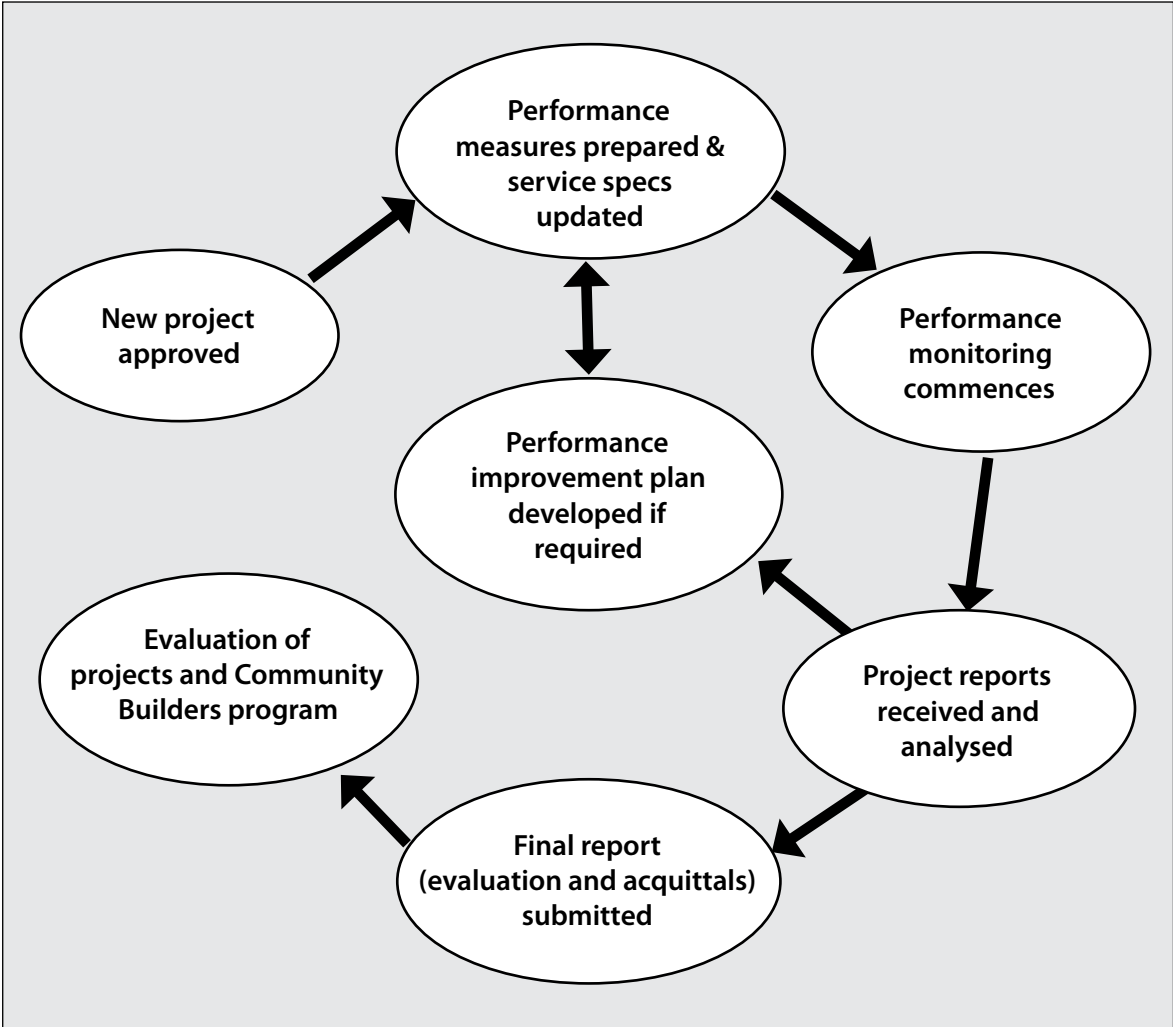 Performance
measures prepared &
service specs
updated
New project
approved
Performance
monitoring
commences
Performance
improvement plan
developed if
required
Evaluation of
projects and Community
Builders program
Project reports
received and
analysed
Final report
(evaluation and acquittals)
submitted